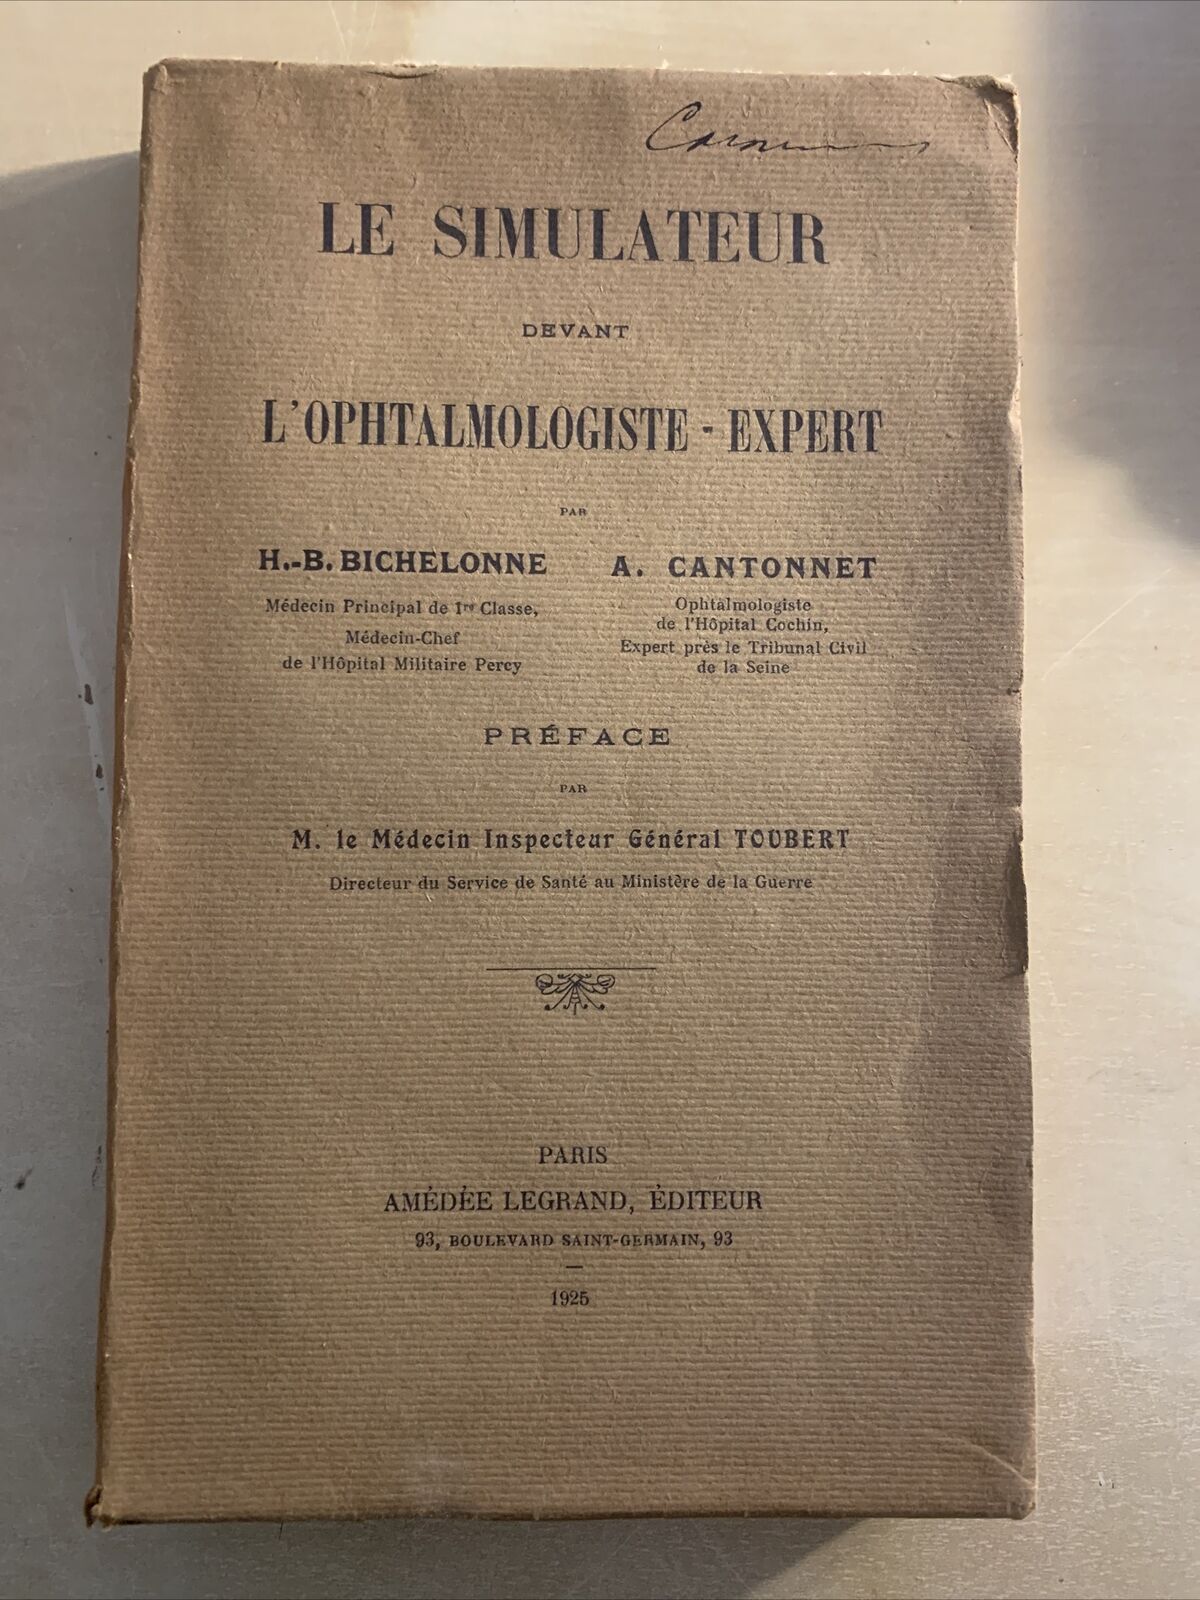 LE SIMULATEUR
DEVANT
L'OPHTALMOLOGISTE - EXPERT
PAR
H.-B. BICHELONNE
Médecin Principal de 1re Classe,
Médecin-Chef
de l'Hôpital Militaire Percy
A. CANTONNET
Ophtalmologiste
de l'Hôpital Cochin,
Expert près le Tribunal Civil
de la Seine
PRÉFACE
PAR
M. le Médecin Inspecteur Général TOUBERT
Directeur du Service de Santé au Ministère de la Guerre
PARIS
AMÉDÉE LEGRAND, ÉDITEUR
93, BOULEVARD SAINT-GERMAIN, 93
1925